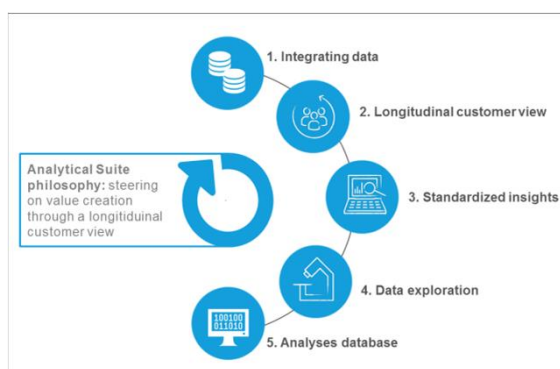 1. Integrating data
2. Longitudinal customer view
Analytical Suite
philosophy: steering
on value creation
through a longitiduinal
customer view
3. Standardized insights
4. Data exploration
100100
011010
5. Analyses database